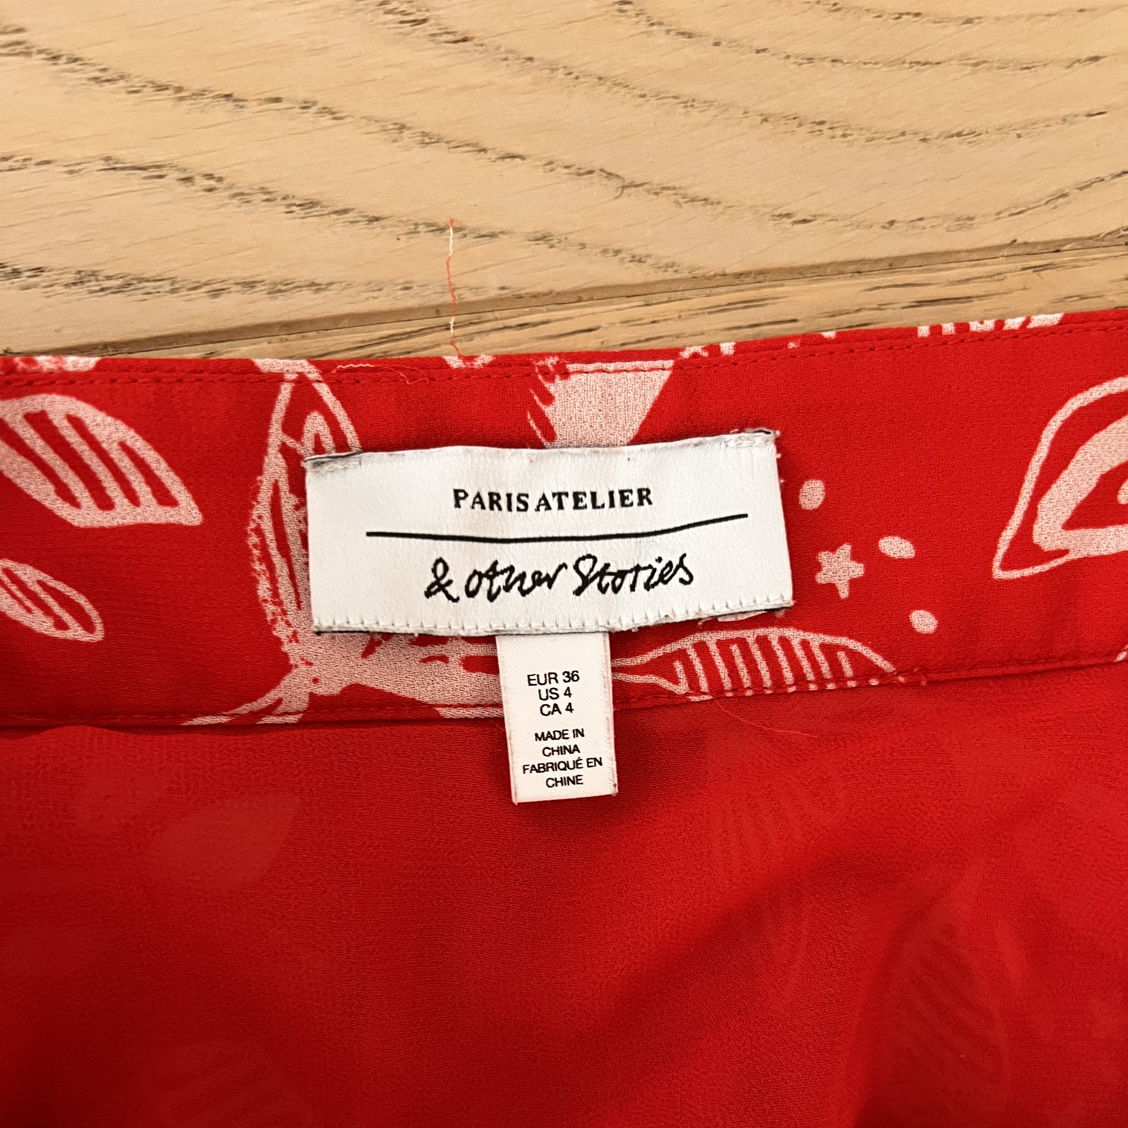 PARIS ATELIER
& other Stories
EUR 36
US 4
CA 4
MADE IN
CHINA
FABRIQUÉ EN
CHINE